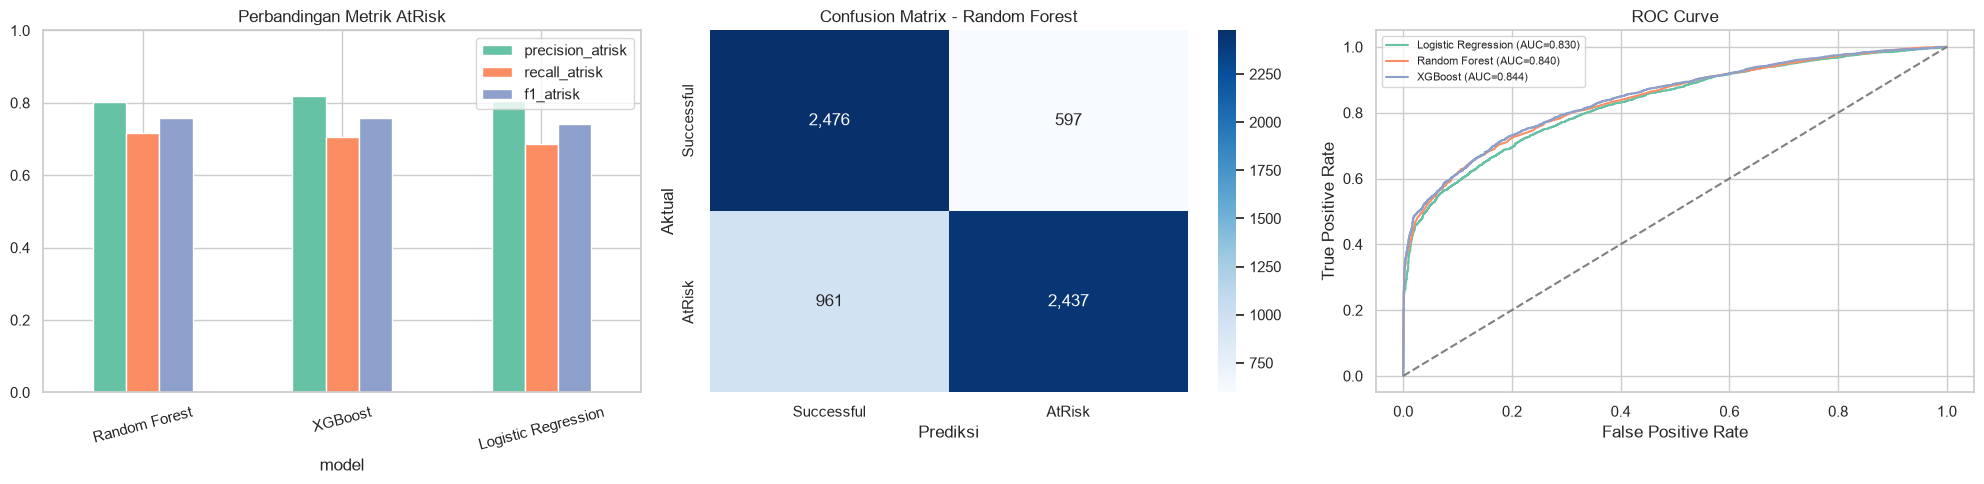 Perbandingan Metrik AtRisk
1.0
0.8
0.6
0.4
0.2
0.0
precision_atrisk
recall_atrisk
f1_atrisk
Random Forest
XGBoost
Logistic Regression
model
Confusion Matrix - Random Forest
Aktual
Successful
AtRisk
2,476
597
961
2,437
Successful
AtRisk
Prediksi
2250
2000
1750
1500
1250
1000
750
ROC Curve
True Positive Rate
1.0
0.8
0.6
0.4
0.2
0.0
Logistic Regression (AUC=0.830)
Random Forest (AUC=0.840)
XGBoost (AUC=0.844)
0.0
0.2
0.4
0.6
0.8
1.0
False Positive Rate